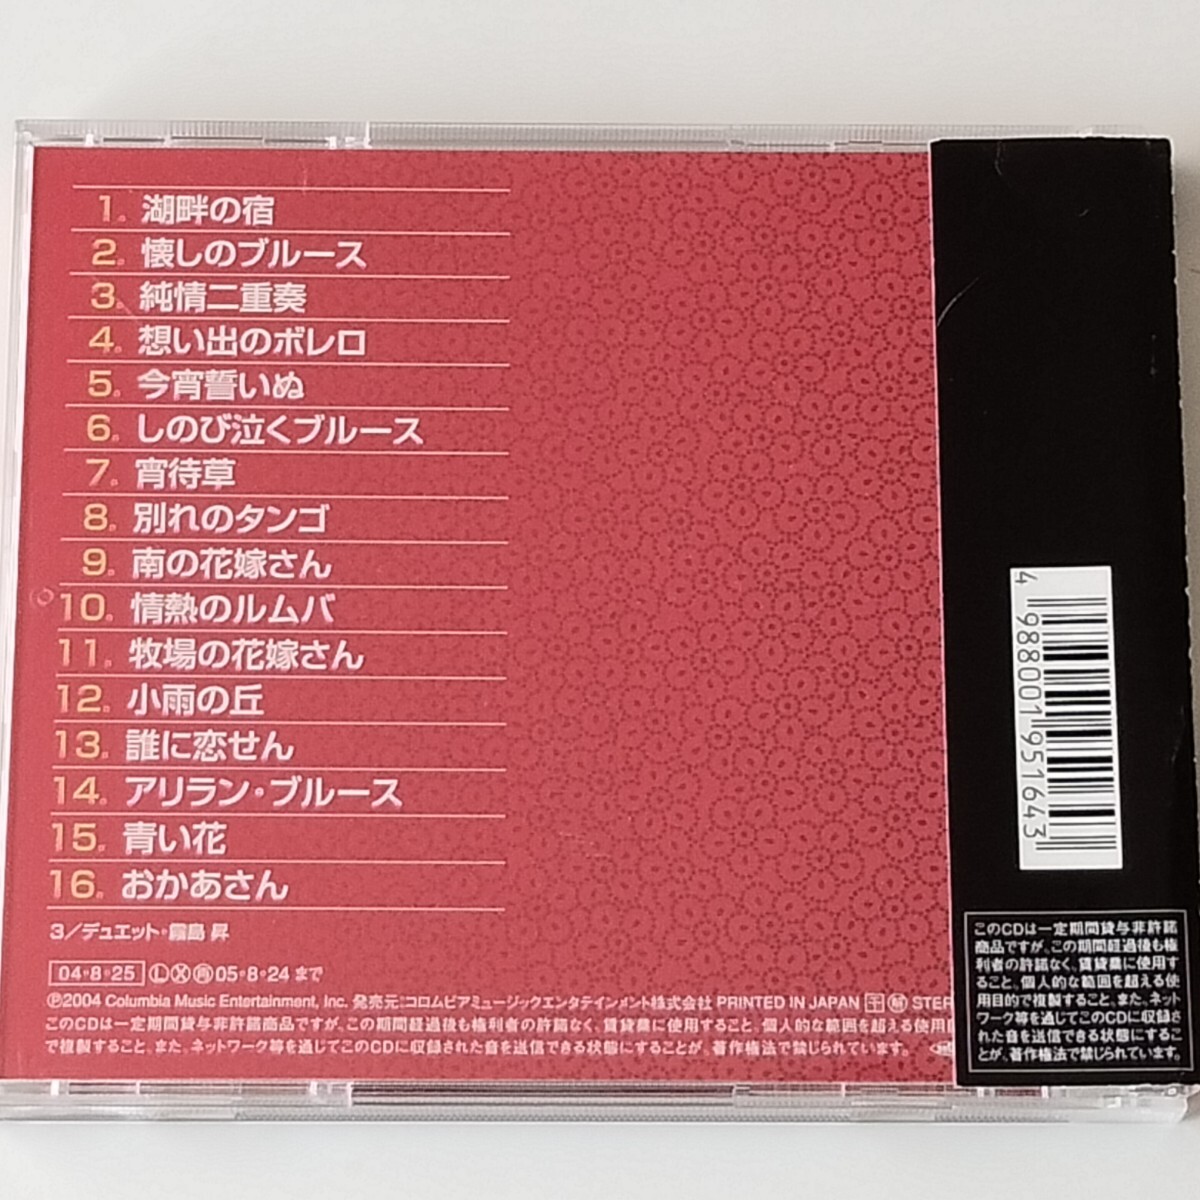 1. 湖畔の宿
2. 懐しのブルース
3. 純情二重奏
4. 想い出のボレロ
5. 今宵誓いぬ
6. しのび泣くブルース
7. 宵待草
8. 別れのタンゴ
9. 南の花嫁さん
10. 情熱のルムバ
11. 牧場の花嫁さん
12. 小雨の丘
13. 誰に恋せん
14. アリラン・ブルース
15. 青い花
16. おかあさん
3/デュエット・霧島 昇
04・8・25 Ⓛ Ⓧ 05・8・24 まで
Ⓟ2004 Columbia Music Entertainment, Inc. 発売元:コロムビアミュージックエンタテインメント株式会社 PRINTED IN JAPAN STER
このCDは一定期間貸与非許諾商品ですが、この期間経過後も権利者の許諾なく、賃貸業に使用すること、個人的な範囲を超える使用
で複製すること、また、ネットワーク等を通じてこのCDに収録された音を送信できる状態にすることが、著作権法で禁じられています。
4 988001 951643
このCDは一定期間貸与非許諾
商品ですが、この期間経過後も権
利者の許諾なく、賃貸業に使用す
ること、個人的な範囲を超える使
用目的で複製すること、また、ネット
ワーク等を通じてこのCDに収録さ
れた音を送信できる状態にするこ
とが、著作権法で禁じられています。